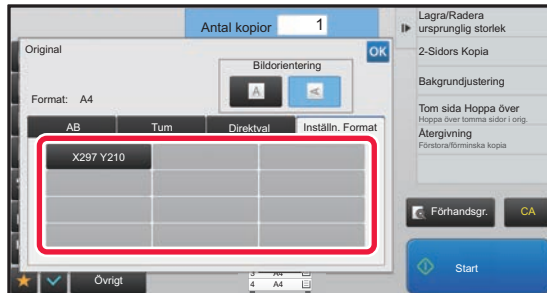 Antal kopior 1
Lagra/Radera
ursprunglig storlek
2-Sidors Kopia
Bakgrundjustering
Tom sida Hoppa över
Hoppa över tomma sidor i orig.
Återgivning
Förstora/förminska kopia
Förhandsgr.
CA
Start
Original
OK
Bildorientering
A
A
Format: A4
AB
Tum
Direktval
Inställn. Format
X297 Y210
Övrigt
3 A4
4 A4